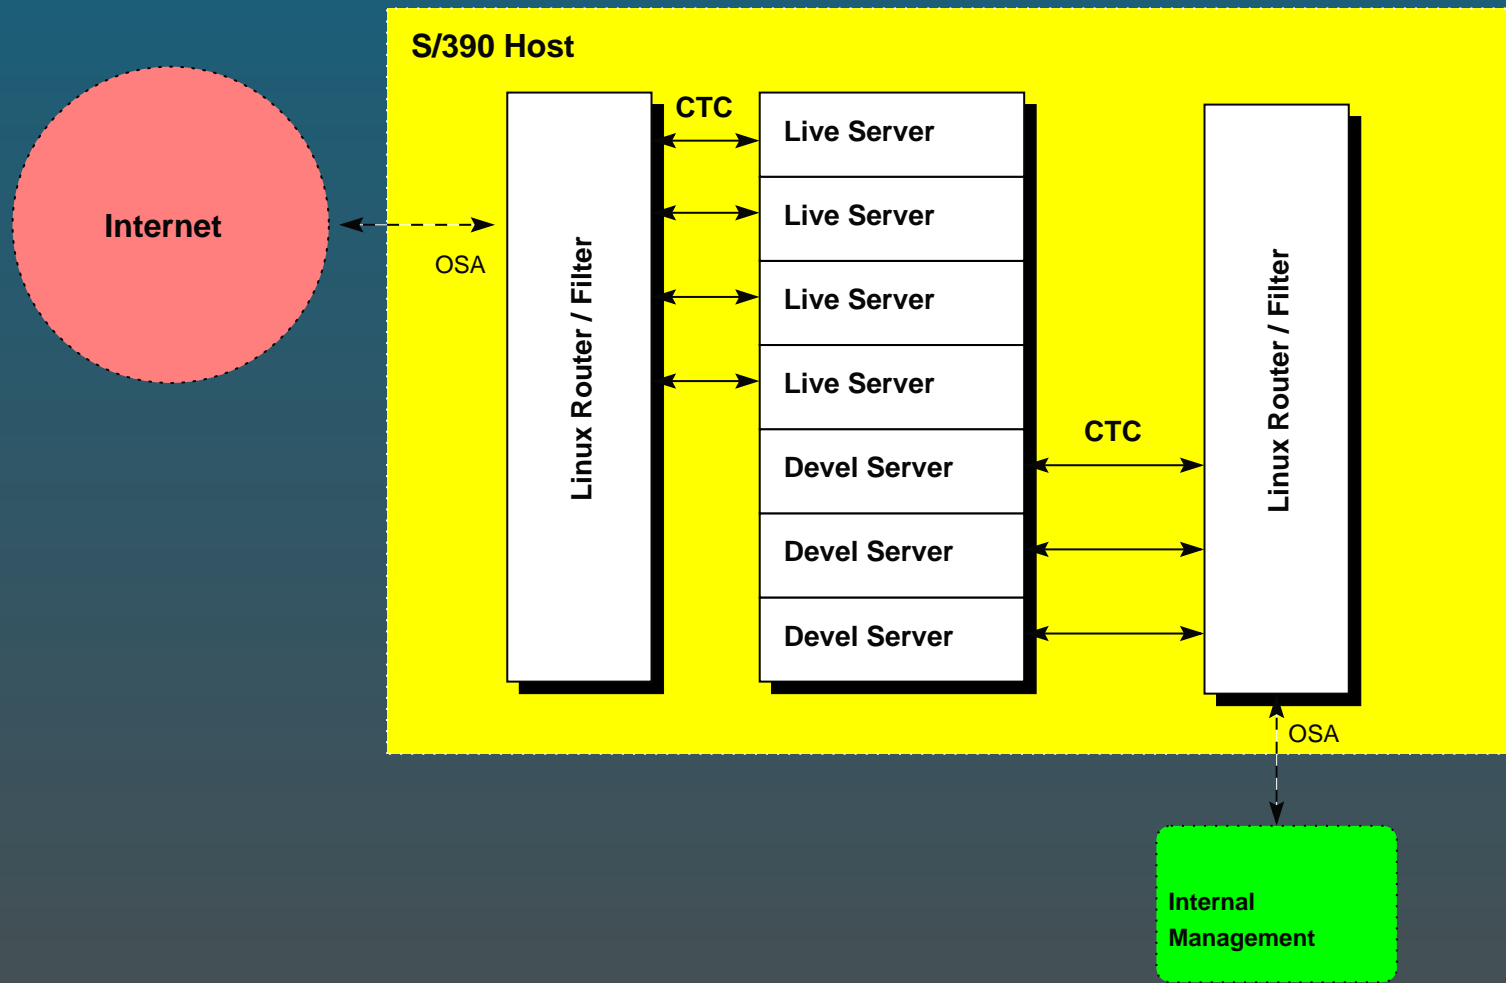 S/390 Host
CTC
Live Server
Live Server
Internet
OSA
Linux Router / Filter
Live Server
Live Server
Devel Server
Devel Server
Devel Server
CTC
Linux Router / Filter
OSA
Internal
Management